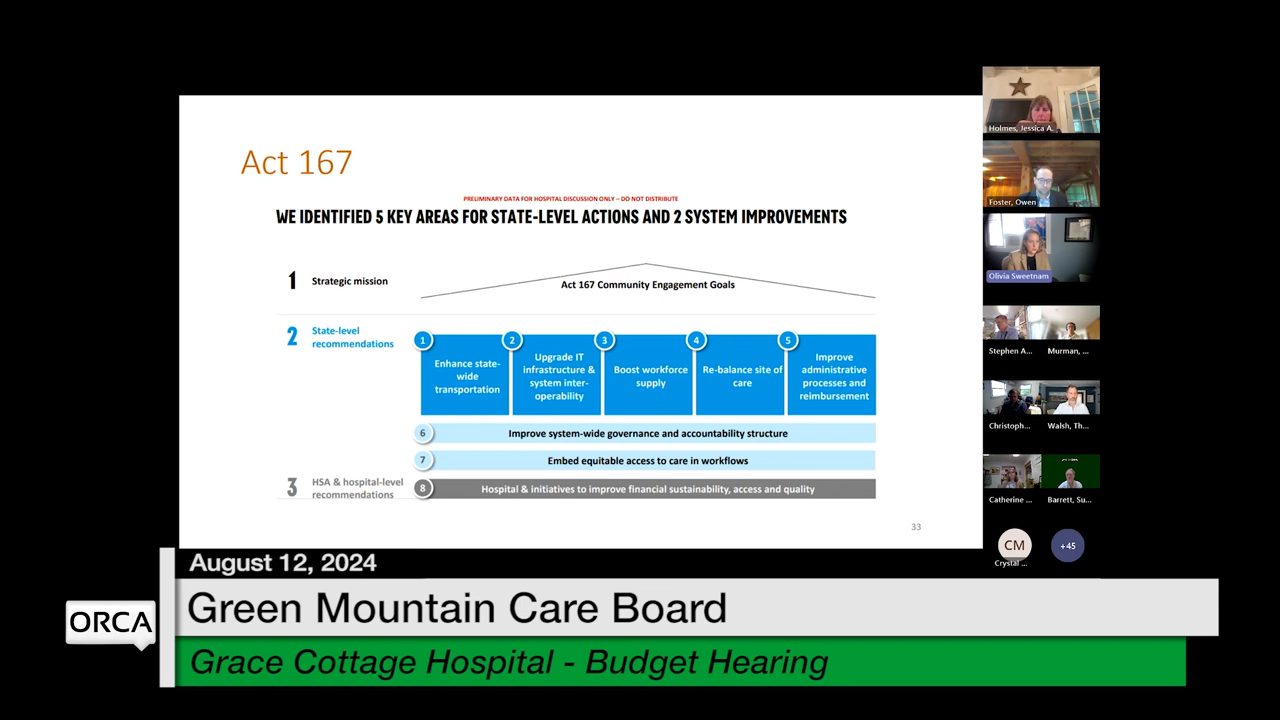 Act 167
PRELIMINARY DATA FOR HOSPITAL DISCUSSION ONLY – DO NOT DISTRIBUTE
WE IDENTIFIED 5 KEY AREAS FOR STATE-LEVEL ACTIONS AND 2 SYSTEM IMPROVEMENTS
1
Strategic mission
Act 167 Community Engagement Goals
2
State-level
recommendations
1
Enhance state-
wide
transportation
2
Upgrade IT
infrastructure &
system inter-
operability
3
Boost workforce
supply
4
Re-balance site of
care
5
Improve
administrative
processes and
reimbursement
6
Improve system-wide governance and accountability structure
7
Embed equitable access to care in workflows
3
HSA & hospital-level
recommendations
8
Hospital & initiatives to improve financial sustainability, access and quality
33
Holmes, Jessica A.
Foster, Owen
Olivia Sweetnam
Stephen A...
Murman, ...
Christoph...
Walsh, Th...
Catherine ...
Barrett, Su...
CM
Crystal ...
+45
August 12, 2024
ORCA
Green Mountain Care Board
Grace Cottage Hospital - Budget Hearing